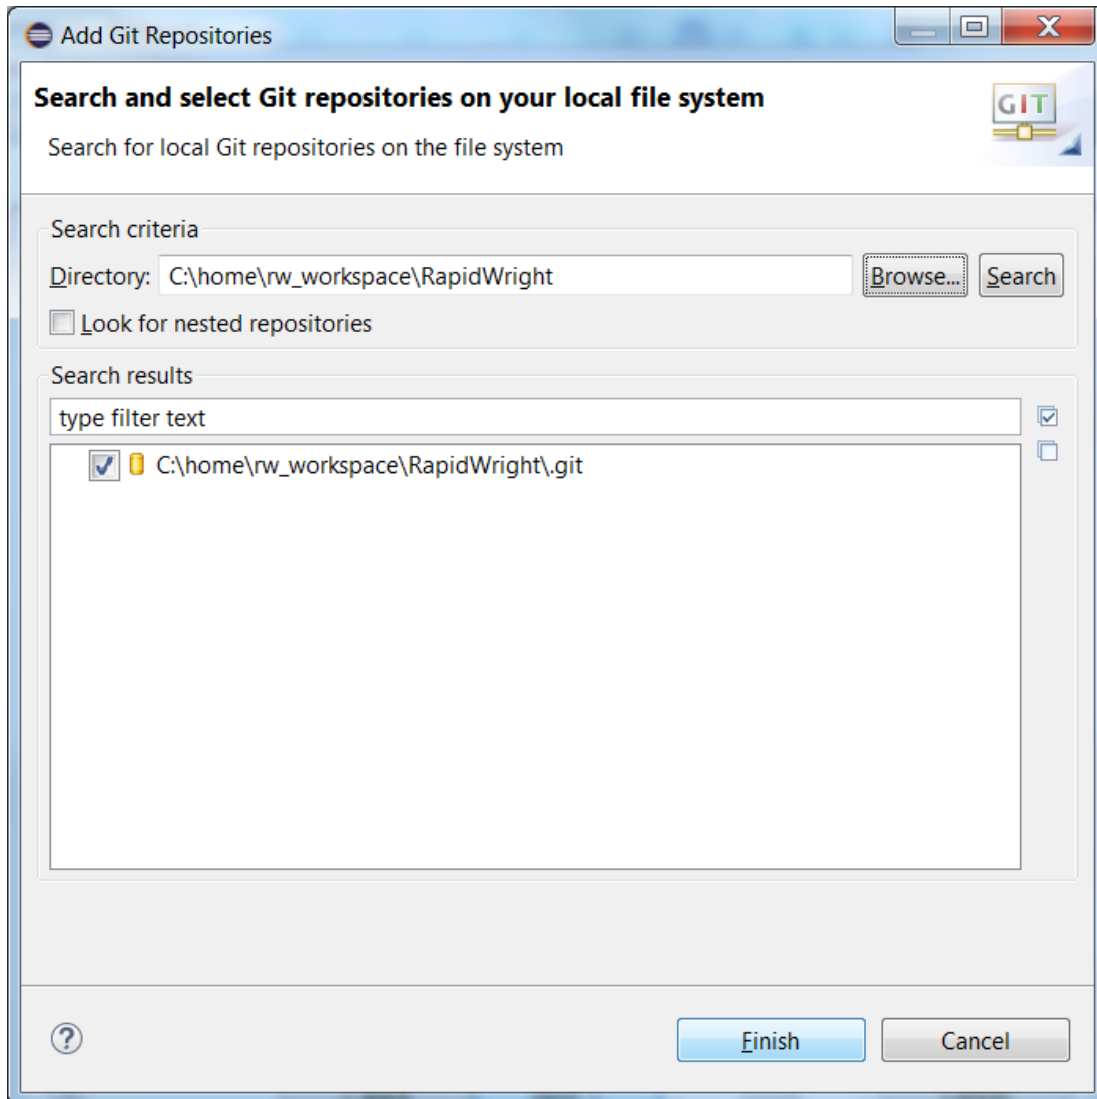 Add Git Repositories
X
Search and select Git repositories on your local file system
GIT
Search for local Git repositories on the file system
Search criteria
Directory: C:\home\rw_workspace\RapidWright Browse... Search
Look for nested repositories
Search results
type filter text
C:\home\rw_workspace\RapidWright\.git
? Finish Cancel